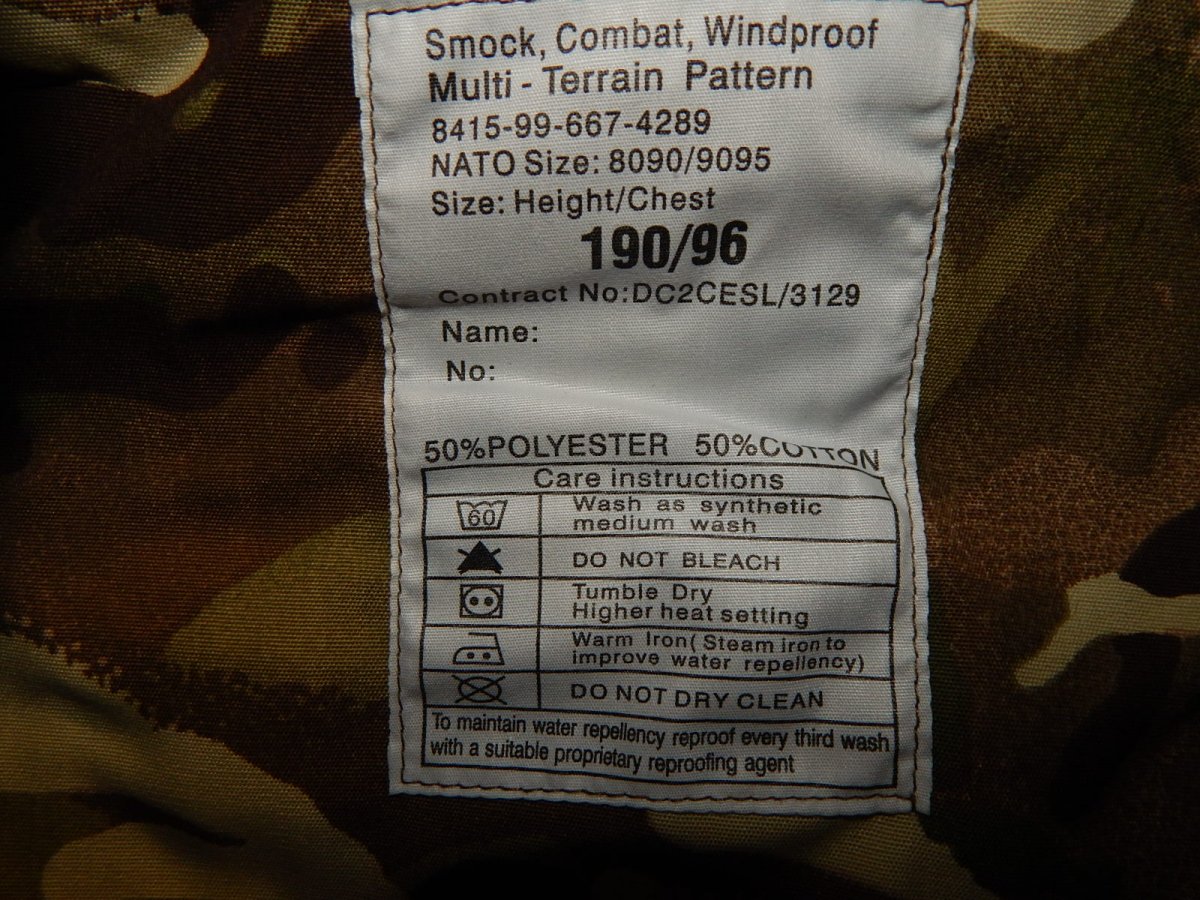 Smock, Combat, Windproof
Multi - Terrain Pattern
8415-99-667-4289
NATO Size: 8090/9095
Size: Height/Chest
190/96
Contract No:DC2CESL/3129
Name:
No:
50%POLYESTER 50%COTTON
Care instructions
60
Wash as synthetic
medium wash
DO NOT BLEACH
Tumble Dry
Higher heat setting
Warm Iron( Steam iron to
improve water repellency)
DO NOT DRY CLEAN
To maintain water repellency reproof every third wash
with a suitable proprietary reproofing agent